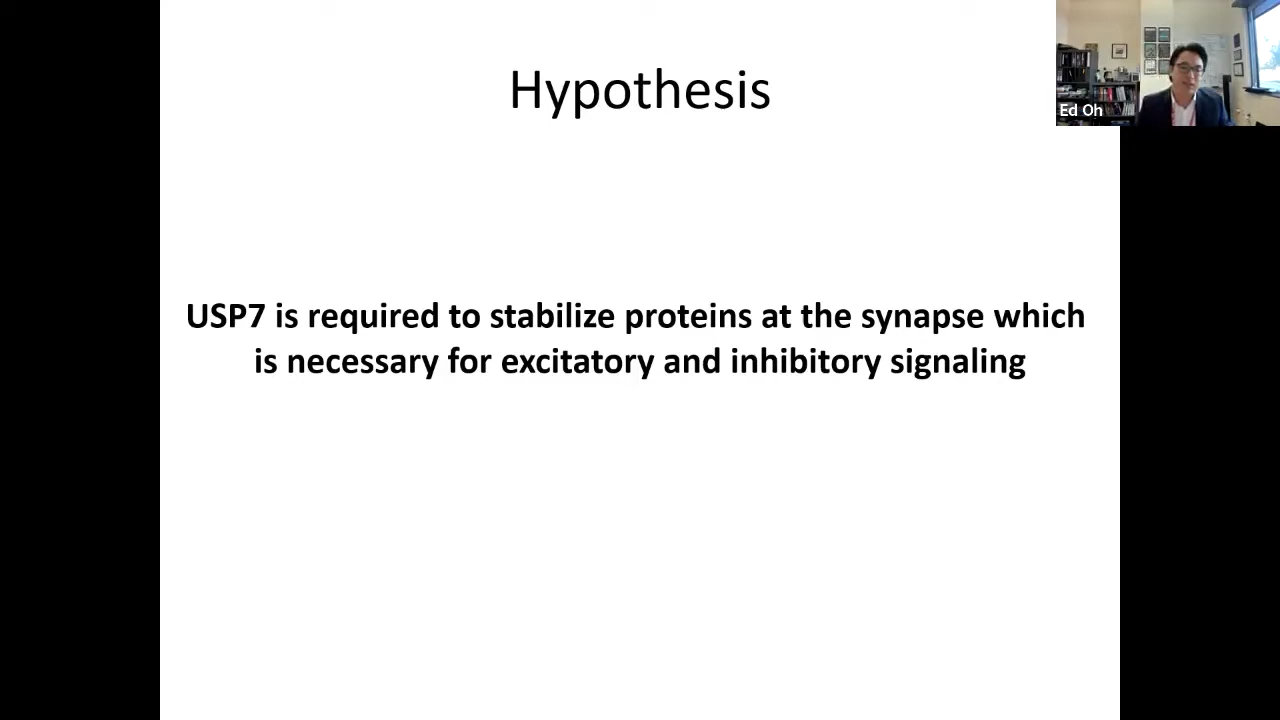 Hypothesis
Ed Oh
USP7 is required to stabilize proteins at the synapse which
is necessary for excitatory and inhibitory signaling